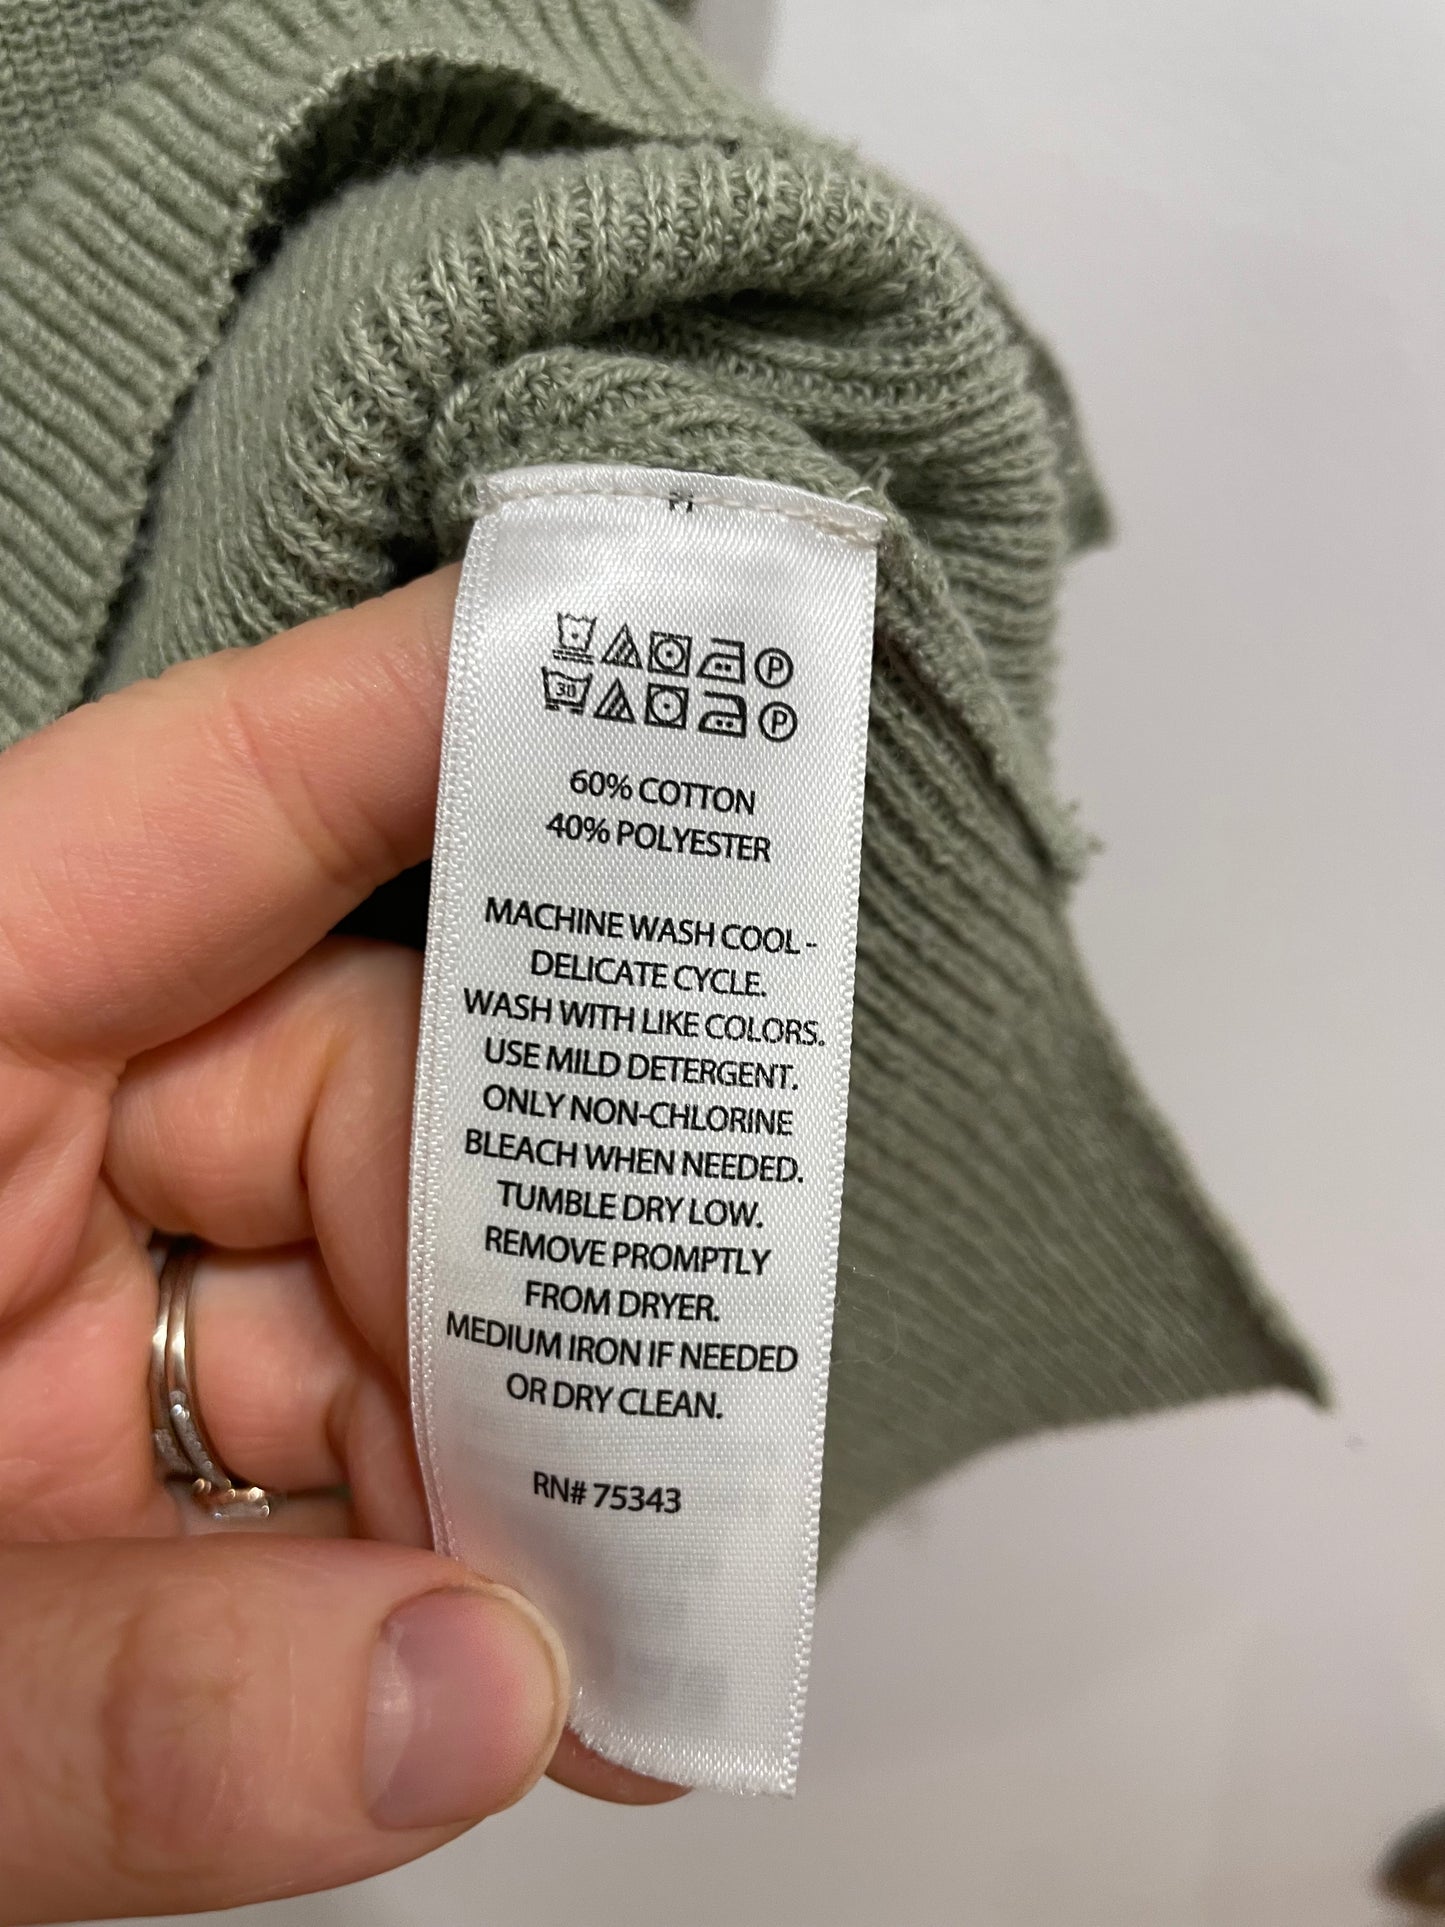 P P
30 P
60% COTTON
40% POLYESTER
MACHINE WASH COOL -
DELICATE CYCLE.
WASH WITH LIKE COLORS.
USE MILD DETERGENT.
ONLY NON-CHLORINE
BLEACH WHEN NEEDED.
TUMBLE DRY LOW.
REMOVE PROMPTLY
FROM DRYER.
MEDIUM IRON IF NEEDED
OR DRY CLEAN.
RN# 75343